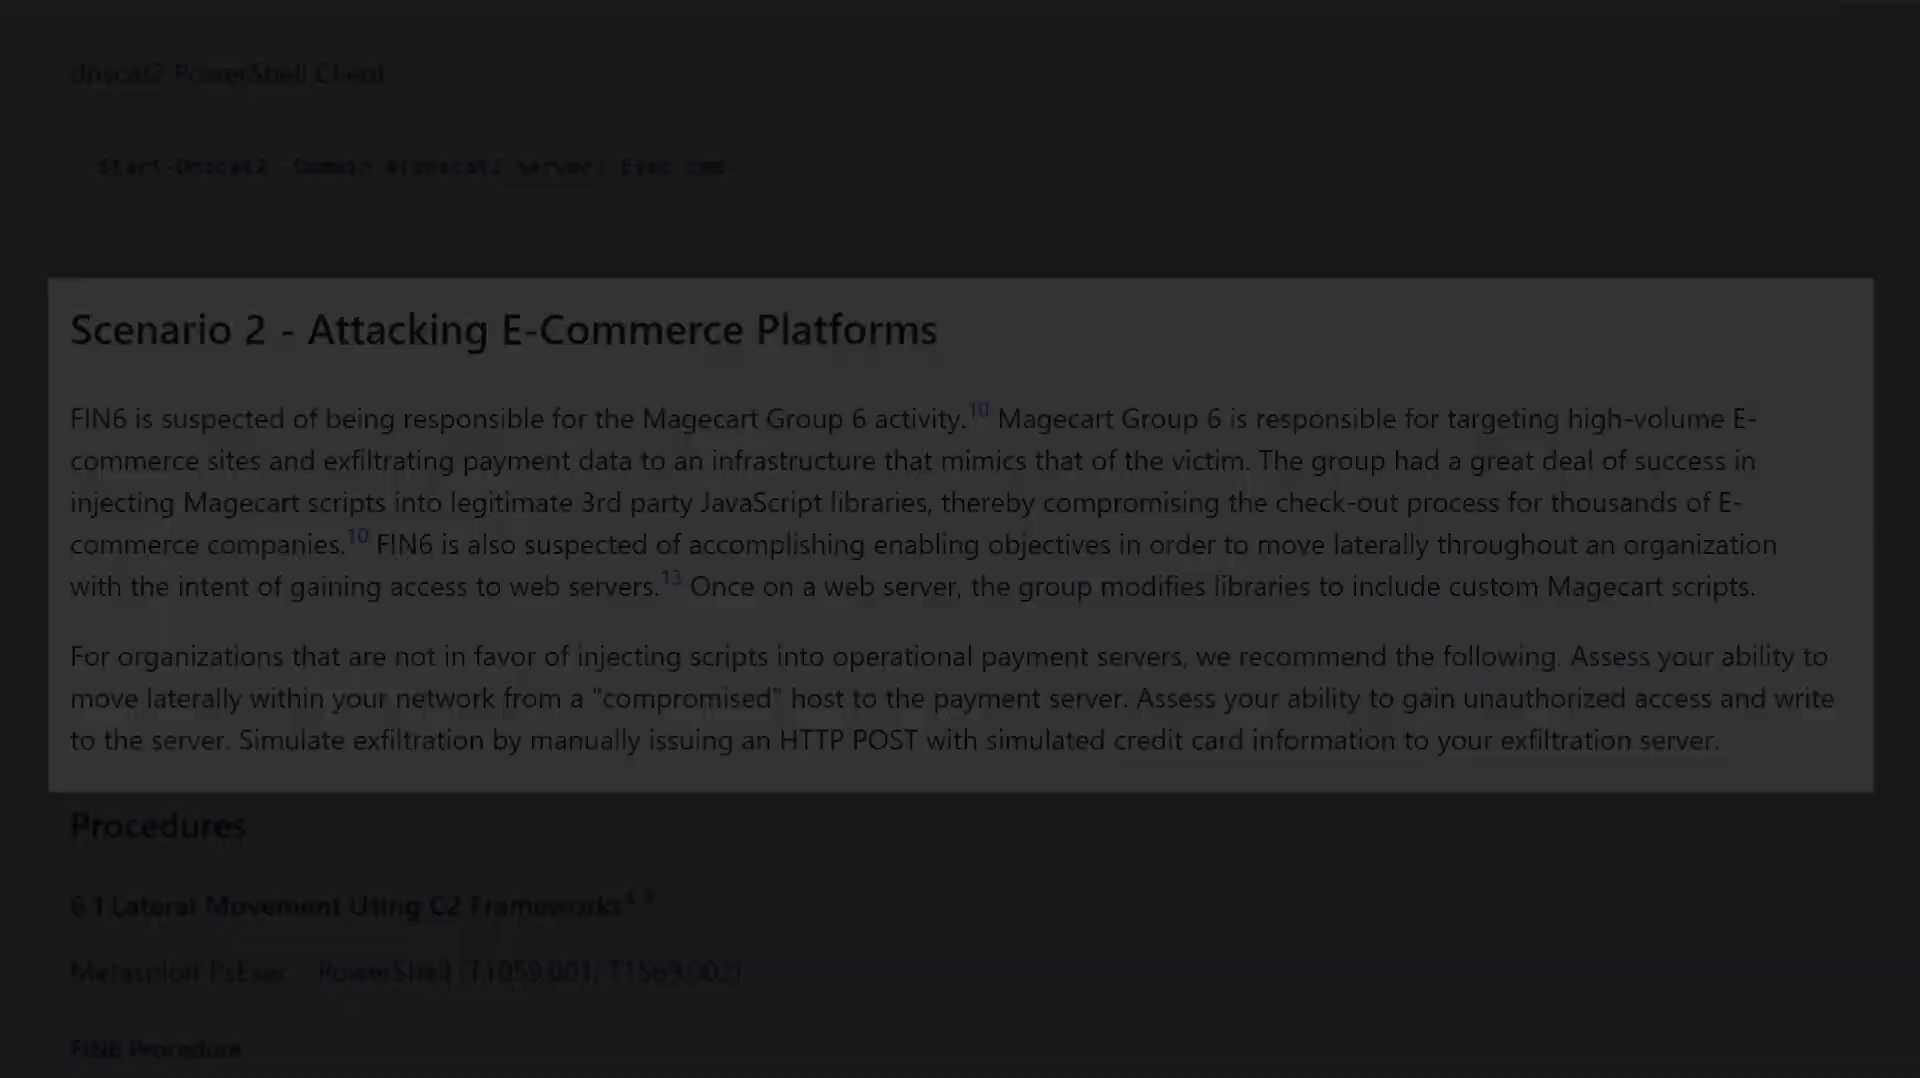 dnscat2 PowerShell Client
Start-Dnscat2 -Domain
Scenario 2 - Attacking E-Commerce Platforms
FIN6 is suspected of being responsible for the Magecart Group 6 activity.10 Magecart Group 6 is responsible for targeting high-volume E-
commerce sites and exfiltrating payment data to an infrastructure that mimics that of the victim. The group had a great deal of success in
injecting Magecart scripts into legitimate 3rd party JavaScript libraries, thereby compromising the check-out process for thousands of E-
commerce companies.10 FIN6 is also suspected of accomplishing enabling objectives in order to move laterally throughout an organization
with the intent of gaining access to web servers.13 Once on a web server, the group modifies libraries to include custom Magecart scripts.
For organizations that are not in favor of injecting scripts into operational payment servers, we recommend the following. Assess your ability to
move laterally within your network from a "compromised" host to the payment server. Assess your ability to gain unauthorized access and write
to the server. Simulate exfiltration by manually issuing an HTTP POST with simulated credit card information to your exfiltration server.
Procedures
6.1 Lateral Movement Using C2 Frameworks
Metasploit PsExec - PowerShell (T1059.001, T1569.002)
FIN6 Procedure